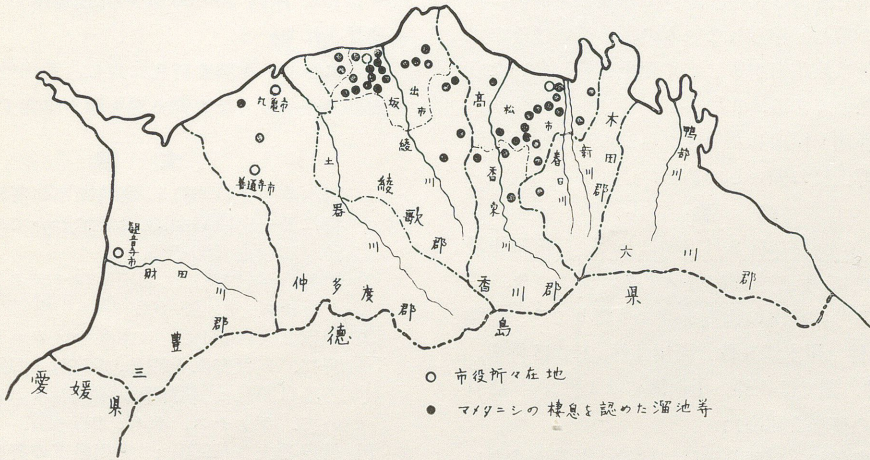 丸亀市
善通寺市
観音寺市
財田川
三豊郡
仲多度郡
土器川
坂出市
綾川
綾歌郡
高松市
香東川
香川郡
春日川
新川
木田郡
鴨部川
六川郡
愛媛県
徳島県
市役所々在地
マメタニシの棲息を認めた溜池等